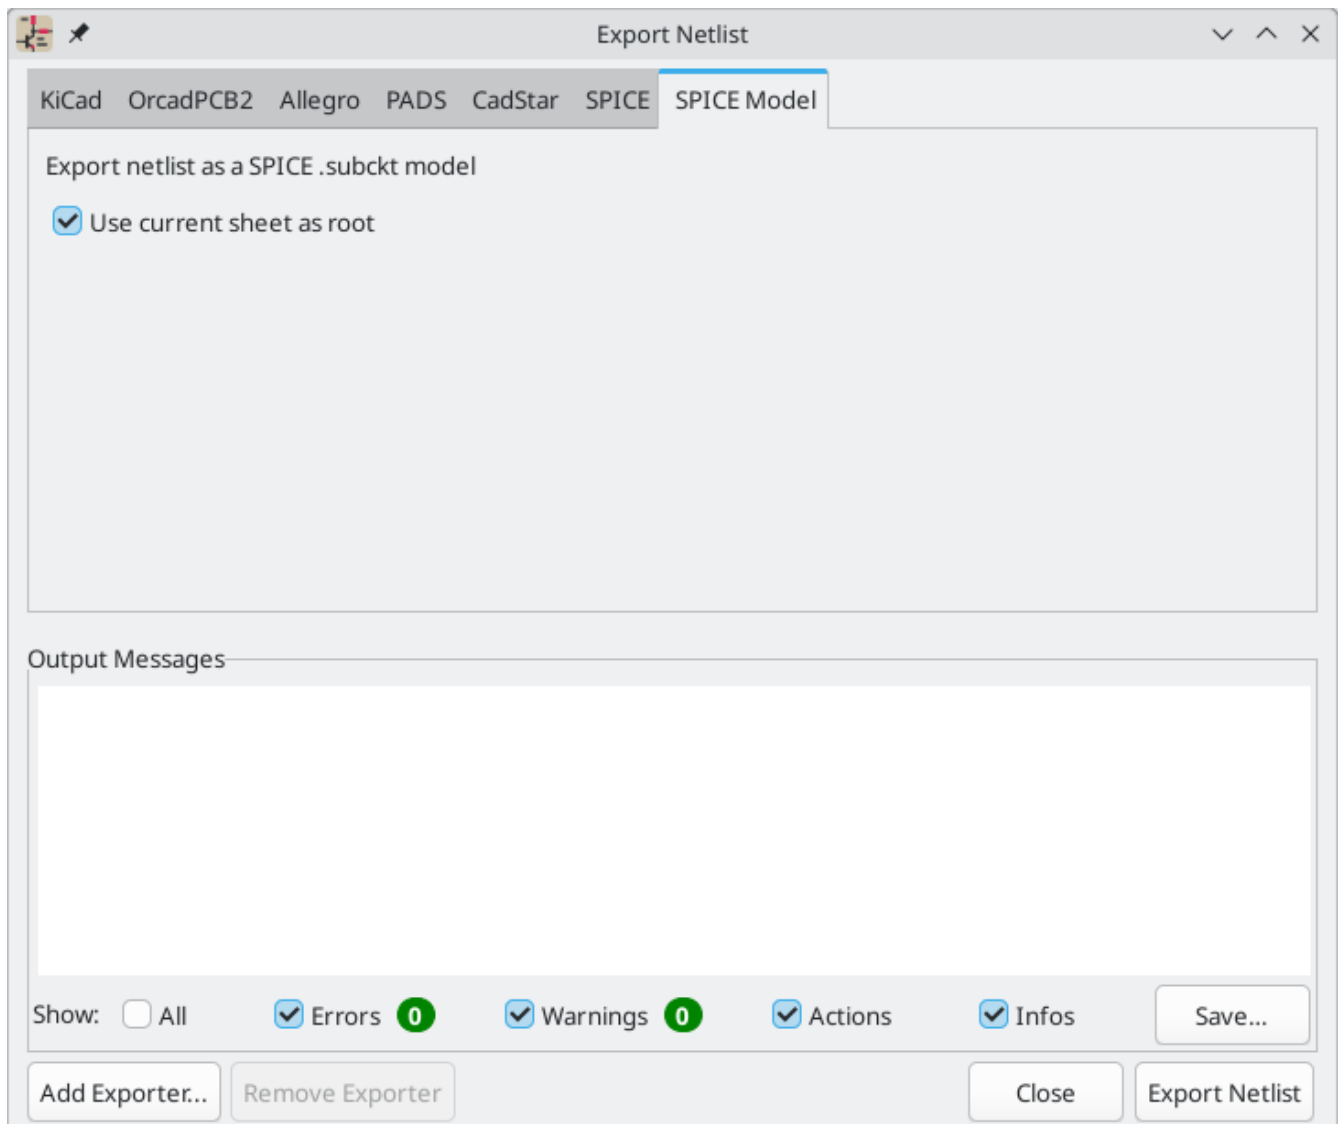 Export Netlist
KiCad OrcadPCB2 Allegro PADS CadStar SPICE SPICE Model
Export netlist as a SPICE .subckt model
Use current sheet as root
Output Messages
Show: All Errors 0 Warnings 0 Actions Infos Save...
Add Exporter... Remove Exporter Close Export Netlist